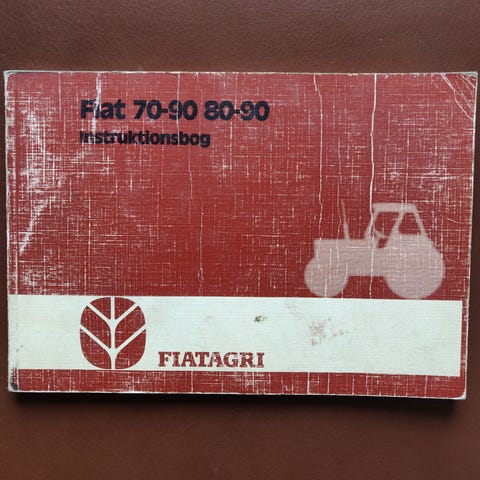 Fiat 70-90 80-90
Instruktionsbog
FIATAGRI